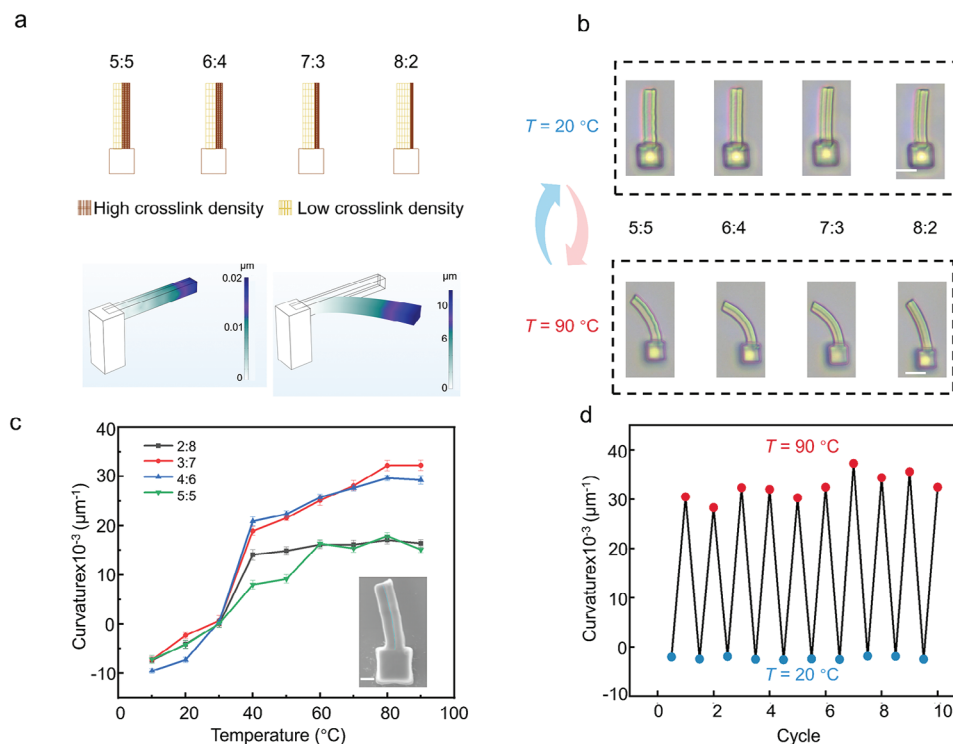 a
5:5 6:4 7:3 8:2
High crosslink density Low crosslink density
µm
0.02
0.01
0
µm
10
6
0
b
T = 20 °C
5:5 6:4 7:3 8:2
T = 90 °C
c
Curvaturex10⁻³ (µm⁻¹)
40
30
20
10
0
-10
2:8
3:7
4:6
5:5
0 20 40 60 80 100
Temperature (°C)
d
Curvaturex10⁻³ (µm⁻¹)
40
30
20
10
0
-10
T = 90 °C
T = 20 °C
0 2 4 6 8 10
Cycle